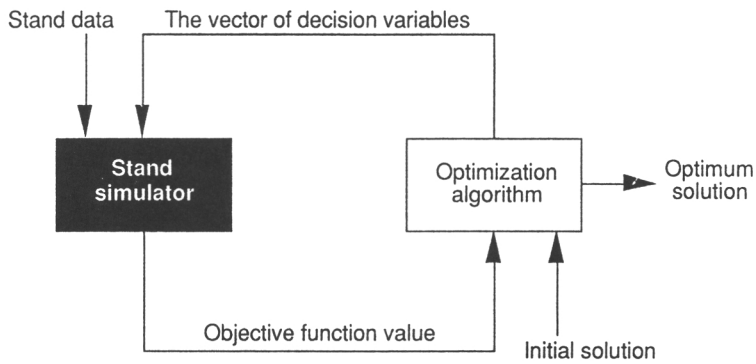 Stand data
The vector of decision variables
Stand
simulator
Optimization
algorithm
Optimum
solution
Objective function value
Initial solution